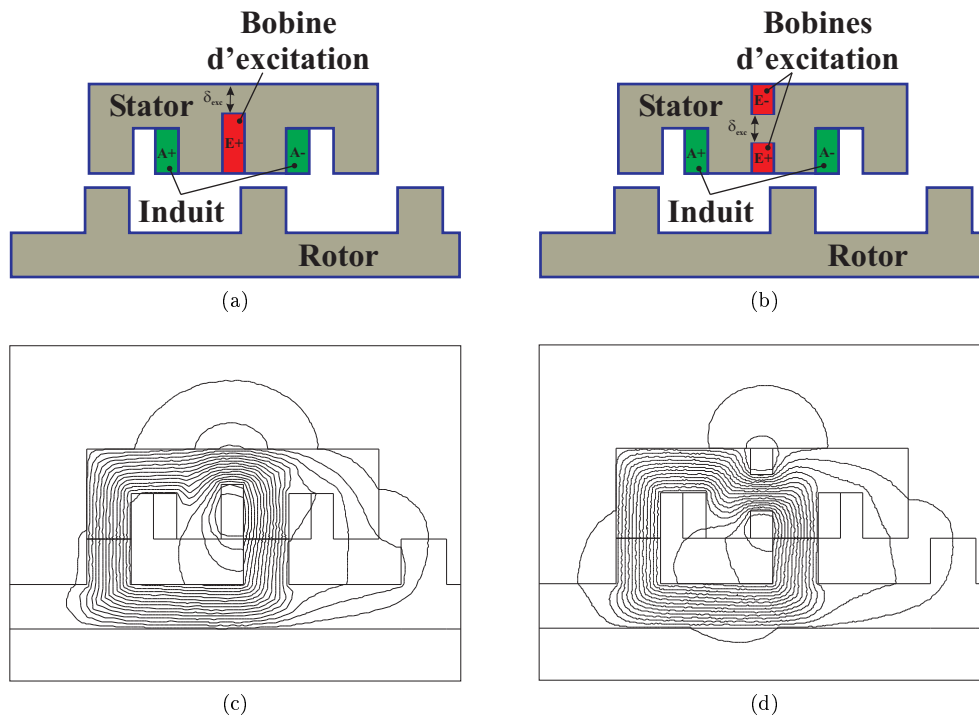 Bobine
d’excitation
δexc
Stator
E+
A+
A-
Induit
Rotor
(a)
Bobines
d’excitation
E-
Stator
δexc
A+
E+
A-
Induit
Rotor
(b)
(c)
(d)